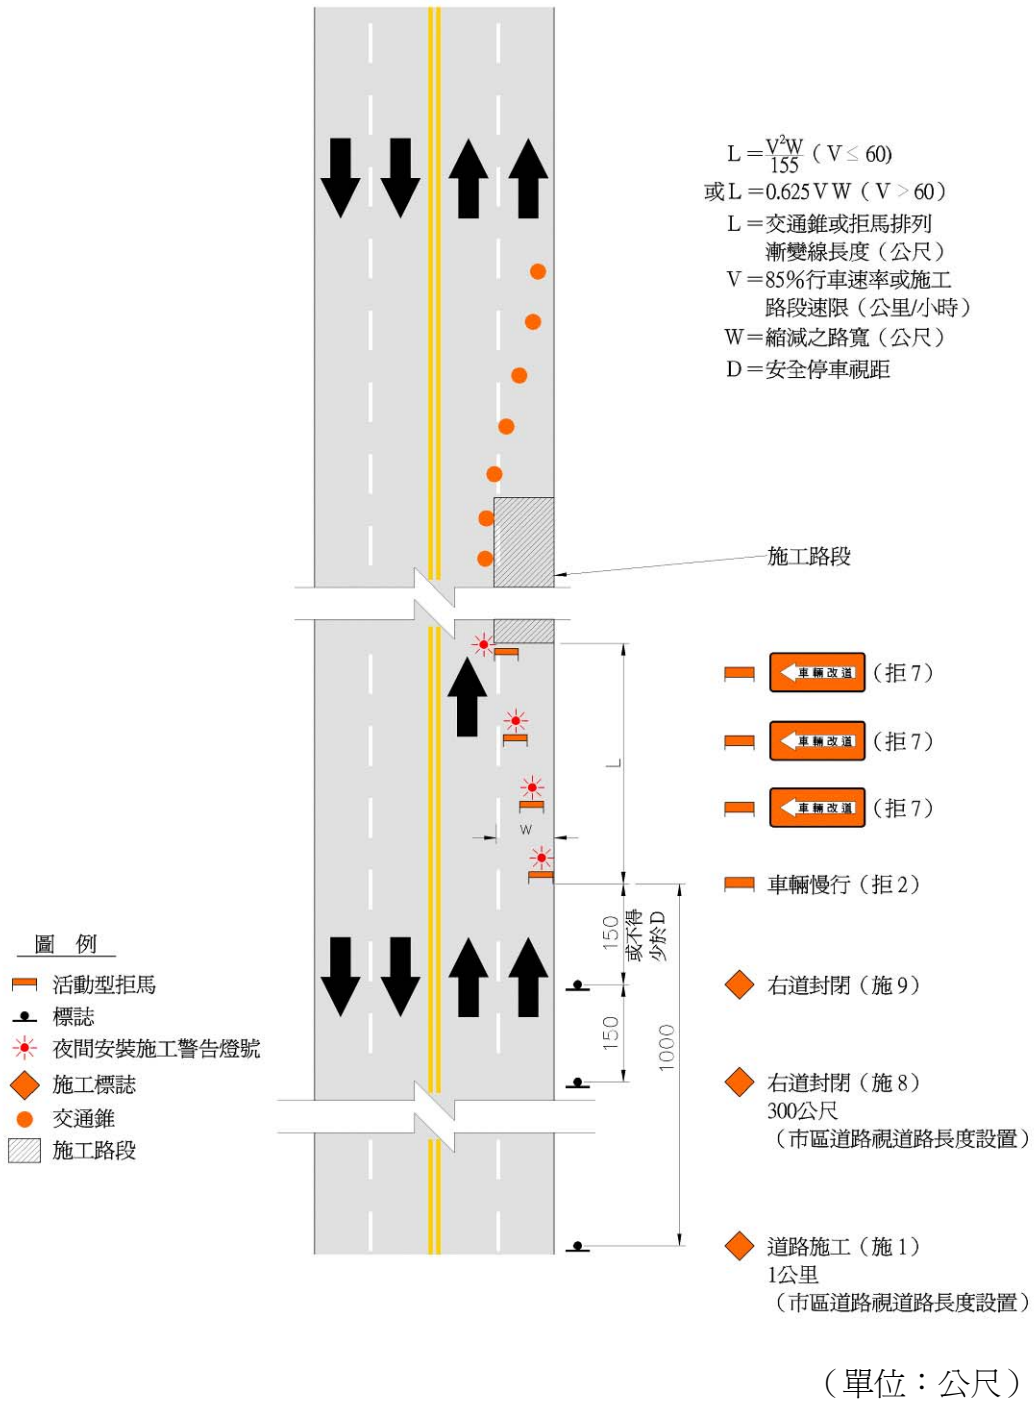 L＝V²W/155（V≤60）
或L＝0.625VW（V＞60）
L＝交通錐或拒馬排列
漸變線長度（公尺）
V＝85%行車速率或施工
路段速限（公里/小時）
W＝縮減之路寬（公尺）
D＝安全停車視距
施工路段
車輛改道（拒7）
車輛改道（拒7）
L
車輛改道（拒7）
W
車輛慢行（拒2）
150
或不得
少於D
右道封閉（施9）
150
1000
右道封閉（施8）
300公尺
（市區道路視道路長度設置）
道路施工（施1）
1公里
（市區道路視道路長度設置）
圖 例
活動型拒馬
標誌
夜間安裝施工警告燈號
施工標誌
交通錐
施工路段
（單位：公尺）